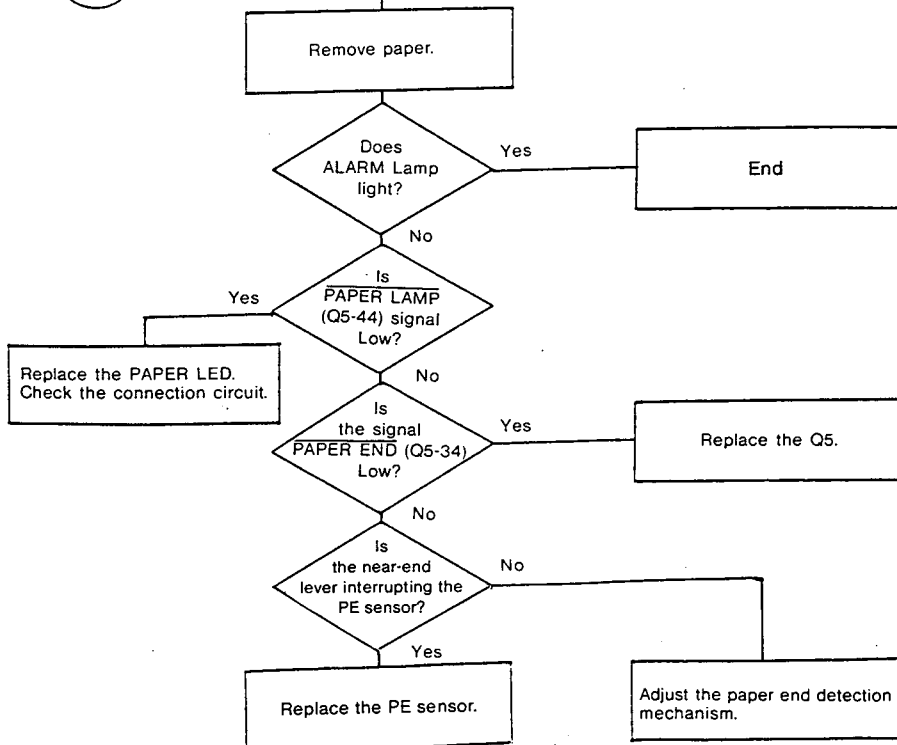 Remove paper.
Does
ALARM Lamp
light?
Yes
End
No
Is
PAPER LAMP
(Q5-44) signal
Low?
Yes
Replace the PAPER LED.
Check the connection circuit.
No
Is
the signal
PAPER END (Q5-34)
Low?
Yes
Replace the Q5.
No
Is
the near-end
lever interrupting the
PE sensor?
No
Yes
Replace the PE sensor.
Adjust the paper end detection
mechanism.